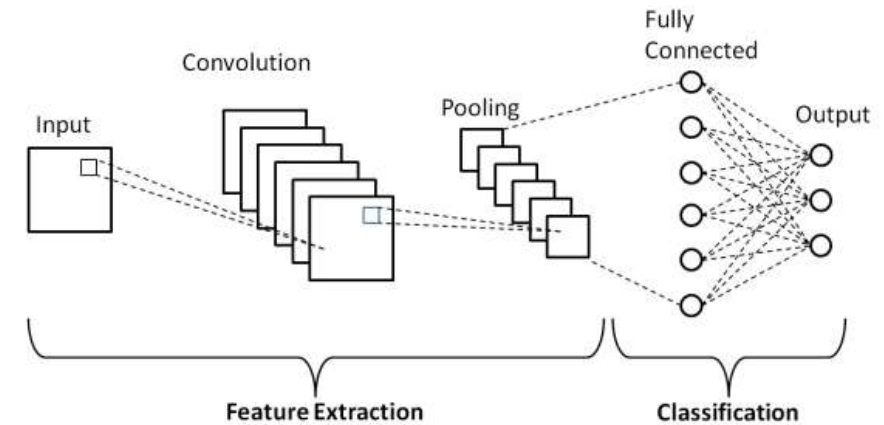 Input
Convolution
Pooling
Fully
Connected
Output
Feature Extraction
Classification